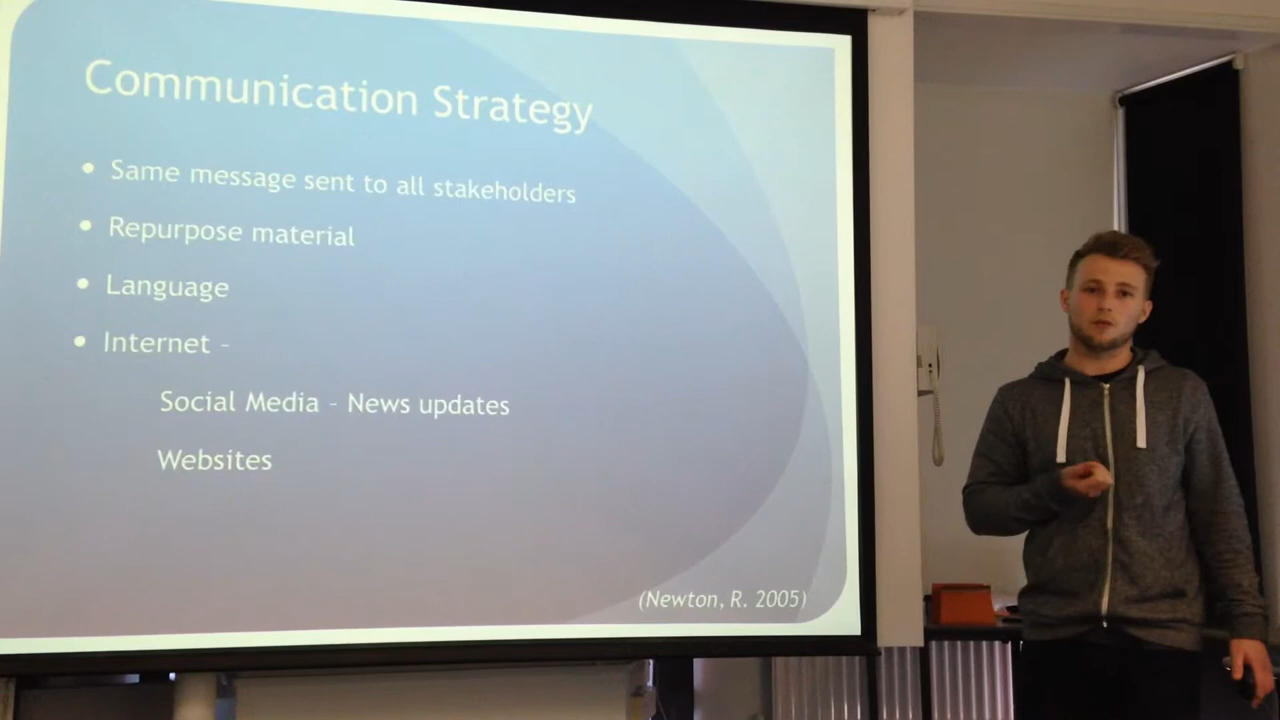 Communication Strategy
• Same message sent to all stakeholders
• Repurpose material
• Language
• Internet –
Social Media – News updates
Websites
(Newton, R. 2005)